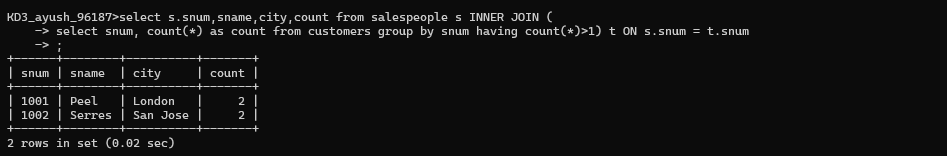 KD3_ayush_96187>select s.snum,sname,city,count from salespeople s INNER JOIN (
    -> select snum, count(*) as count from customers group by snum having count(*)>1) t ON s.snum = t.snum
    -> ;
+------+--------+----------+-------+
| snum | sname  | city     | count |
+------+--------+----------+-------+
| 1001 | Peel   | London   |     2 |
| 1002 | Serres | San Jose |     2 |
+------+--------+----------+-------+
2 rows in set (0.02 sec)